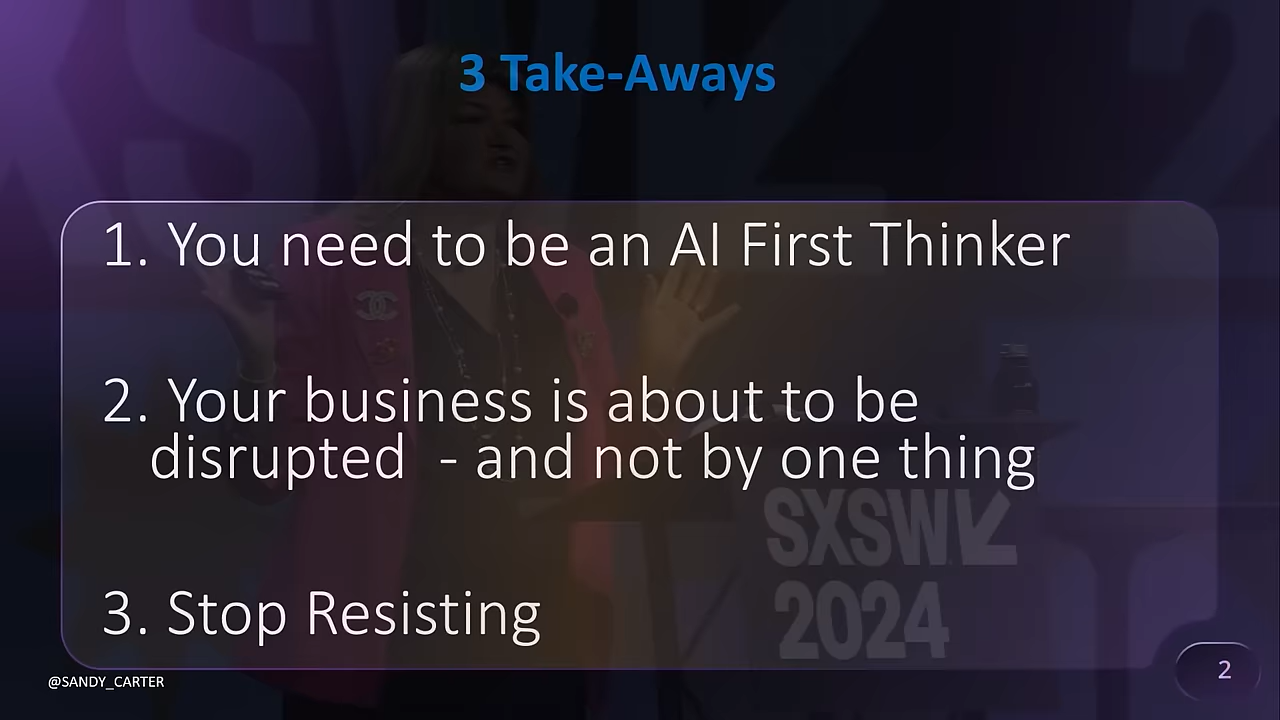 3 Take-Aways
1. You need to be an AI First Thinker
2. Your business is about to be
disrupted - and not by one thing
3. Stop Resisting
SXSW
2024
@SANDY_CARTER
2